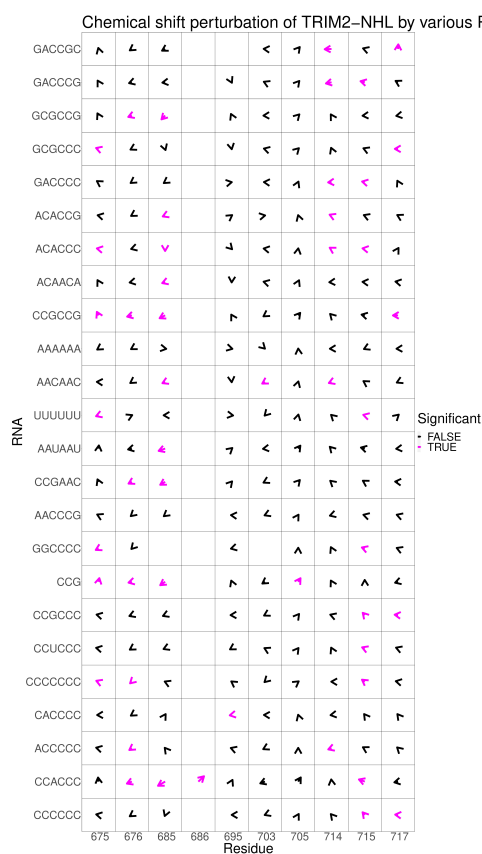 Chemical shift perturbation of TRIM2−NHL by various
GACCGC
GACCCG
GCGCCG
GCGCCC
GACCCC
ACACCG
ACACCC
ACAACA
CCGCCG
AAAAAA
AACAAC
UUUUUU
AAUAAU
CCGAAC
AACCCG
GGCCCC
CCG
CCGCCC
CCUCCC
CCCCCCC
CACCCC
ACCCCC
CCACCC
CCCCCC
RNA
675 676 685 686 695 703 705 714 715 717
Residue
Significant
FALSE
TRUE